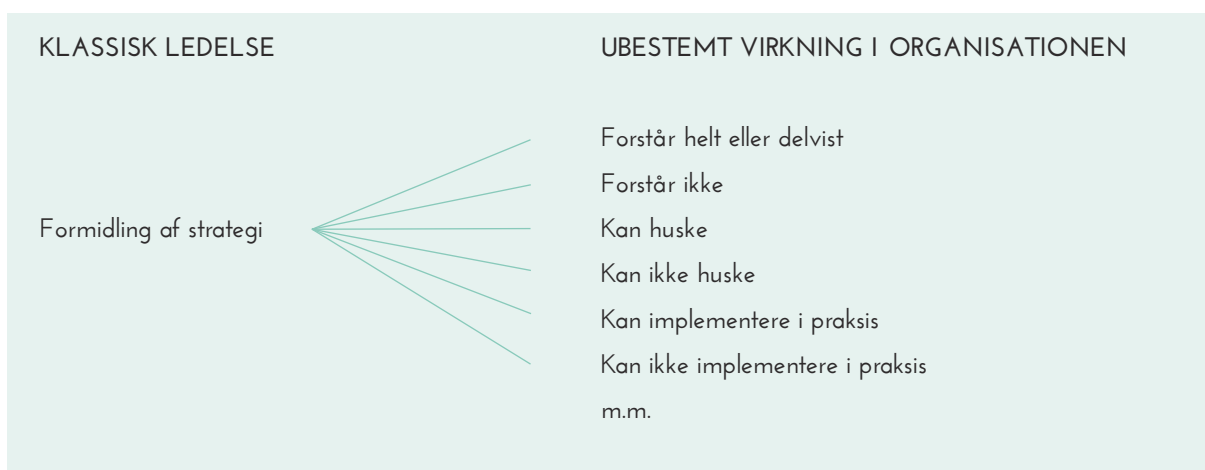 KLASSISK LEDELSE
UBESTEMT VIRKNING I ORGANISATIONEN
Forstår helt eller delvist
Forstår ikke
Formidling af strategi
Kan huske
Kan ikke huske
Kan implementere i praksis
Kan ikke implementere i praksis
m.m.